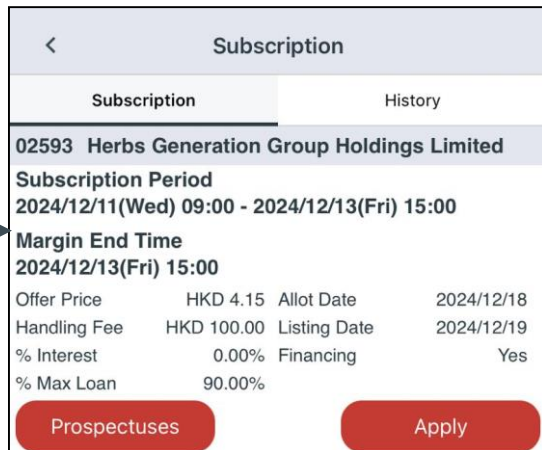 Subscription
Subscription History
02593 Herbs Generation Group Holdings Limited
Subscription Period
2024/12/11(Wed) 09:00 - 2024/12/13(Fri) 15:00
Margin End Time
2024/12/13(Fri) 15:00
Offer Price HKD 4.15 Allot Date 2024/12/18
Handling Fee HKD 100.00 Listing Date 2024/12/19
% Interest 0.00% Financing Yes
% Max Loan 90.00%
Prospectuses Apply